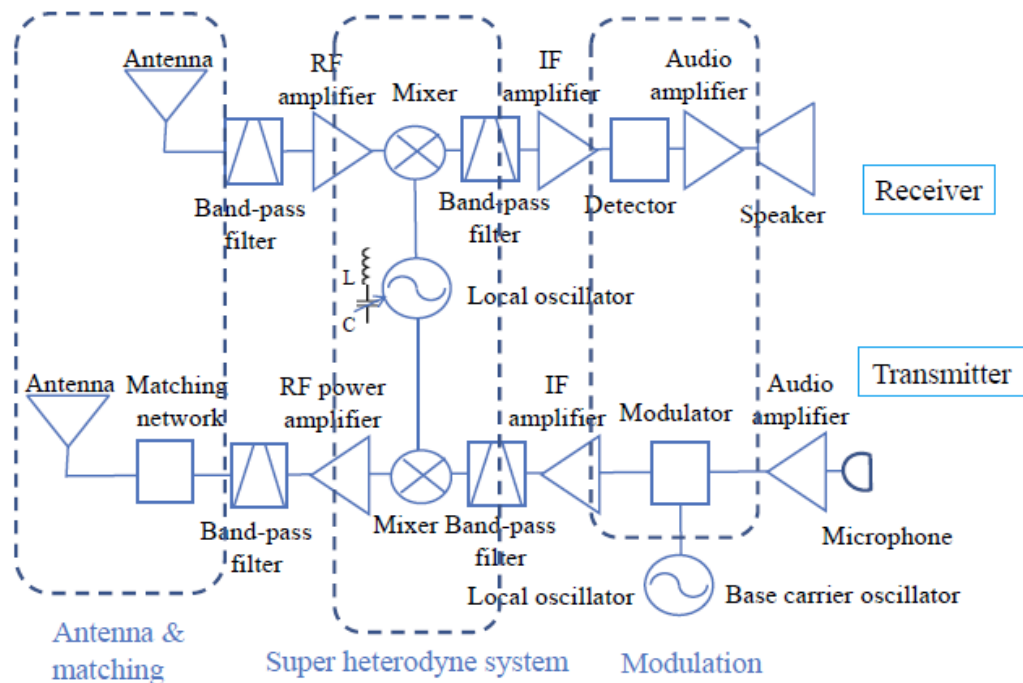 Antenna
RF
amplifier
Mixer
IF
amplifier
Audio
amplifier
Band-pass
filter
Band-pass
filter
Detector
Speaker
Receiver
L
C
Local oscillator
Antenna
Matching
network
RF power
amplifier
IF
amplifier
Modulator
Audio
amplifier
Transmitter
Band-pass
filter
Mixer
Band-pass
filter
Microphone
Local oscillator
Base carrier oscillator
Antenna &
matching
Super heterodyne system
Modulation